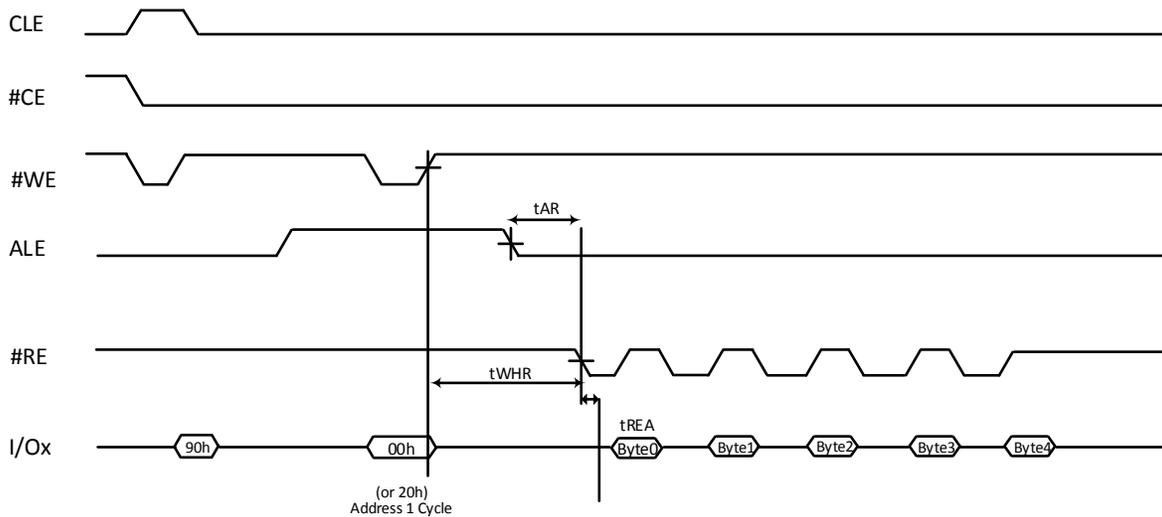 CLE
#CE
#WE
tAR
ALE
#RE
tWHR
tREA
I/Ox
90h
00h
Byte0
Byte1
Byte2
Byte3
Byte4
(or 20h)
Address 1 Cycle